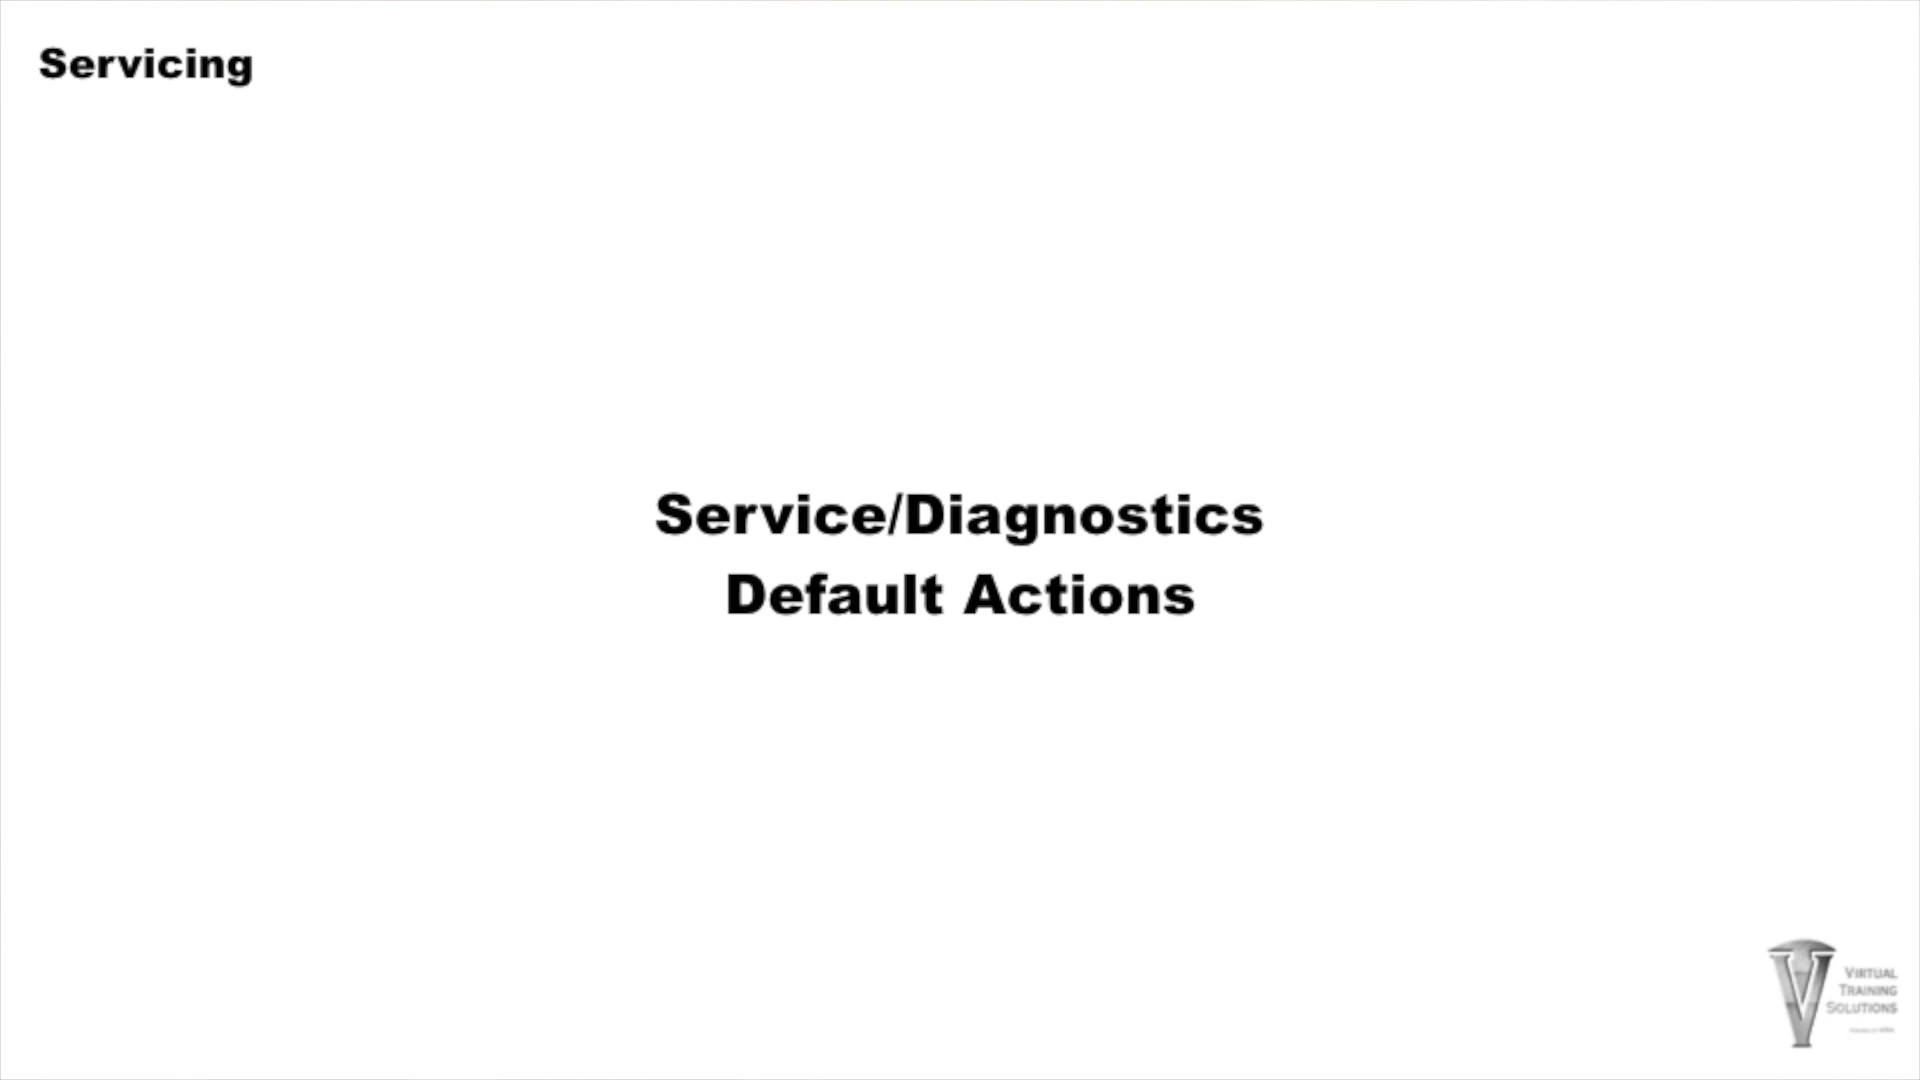 Servicing
Service/Diagnostics
Default Actions
VIRTUAL
TRAINING
SOLUTIONS